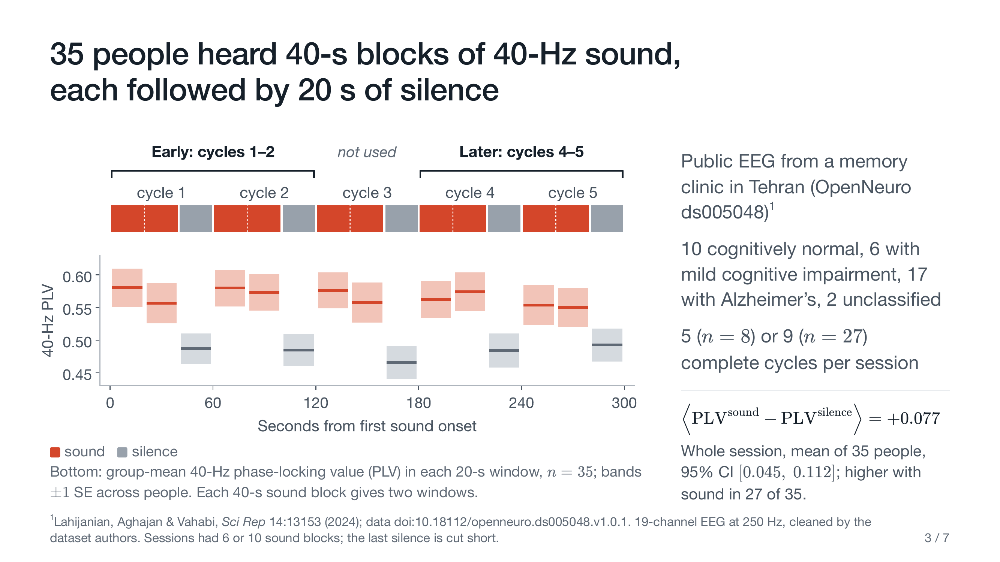 35 people heard 40-s blocks of 40-Hz sound,
each followed by 20 s of silence
Early: cycles 1–2
not used
Later: cycles 4–5
cycle 1
cycle 2
cycle 3
cycle 4
cycle 5
40-Hz PLV
0.60
0.55
0.50
0.45
0
60
120
180
240
300
Seconds from first sound onset
sound
silence
Bottom: group-mean 40-Hz phase-locking value (PLV) in each 20-s window, n = 35; bands
±1 SE across people. Each 40-s sound block gives two windows.
Public EEG from a memory
clinic in Tehran (OpenNeuro
ds005048)¹
10 cognitively normal, 6 with
mild cognitive impairment, 17
with Alzheimer’s, 2 unclassified
5 (n = 8) or 9 (n = 27)
complete cycles per session
⟨PLV^sound − PLV^silence⟩ = +0.077
Whole session, mean of 35 people,
95% CI [0.045, 0.112]; higher with
sound in 27 of 35.
¹Lahijanian, Aghajan & Vahabi, Sci Rep 14:13153 (2024); data doi:10.18112/openneuro.ds005048.v1.0.1. 19-channel EEG at 250 Hz, cleaned by the
dataset authors. Sessions had 6 or 10 sound blocks; the last silence is cut short.
3 / 7